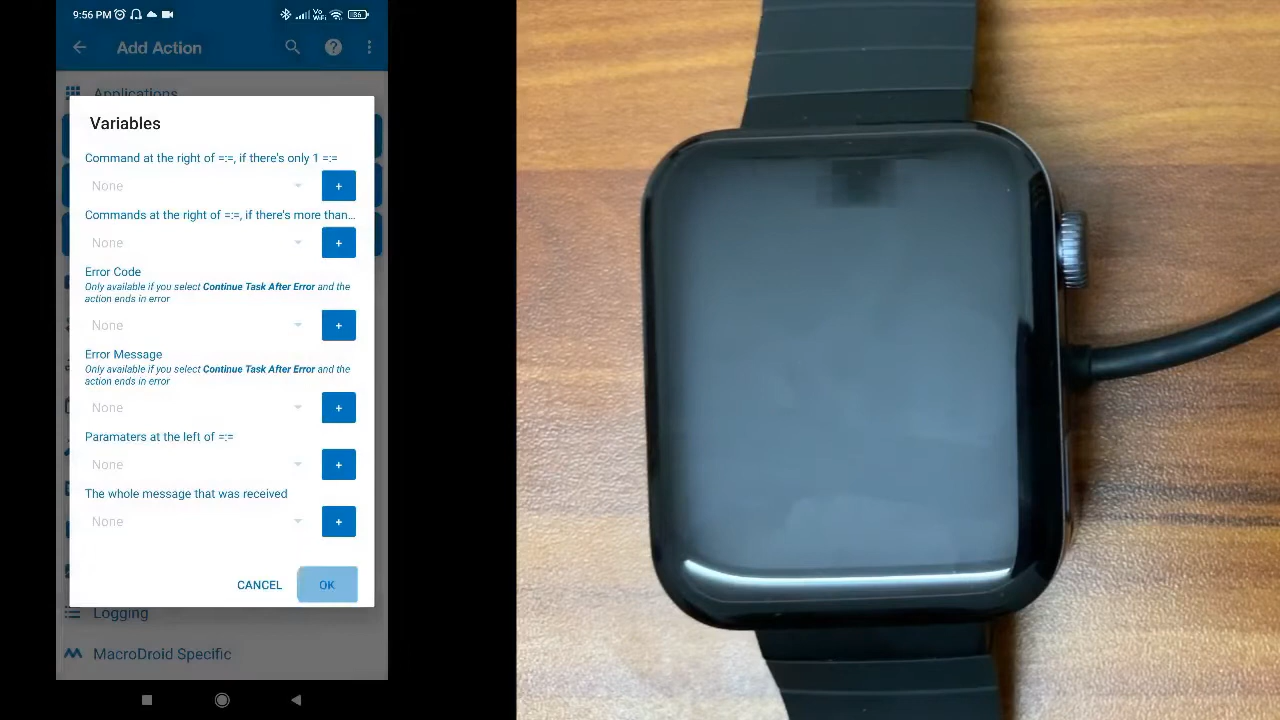 9:56 PM
Vo
WiFi
36
Add Action
Applications
Variables
Command at the right of =:=, if there's only 1 =:=
None
+
Commands at the right of =:=, if there's more than...
None
+
Error Code
Only available if you select Continue Task After Error and the
action ends in error
None
+
Error Message
Only available if you select Continue Task After Error and the
action ends in error
None
+
Paramaters at the left of =:=
None
+
The whole message that was received
None
+
CANCEL
OK
Logging
MacroDroid Specific